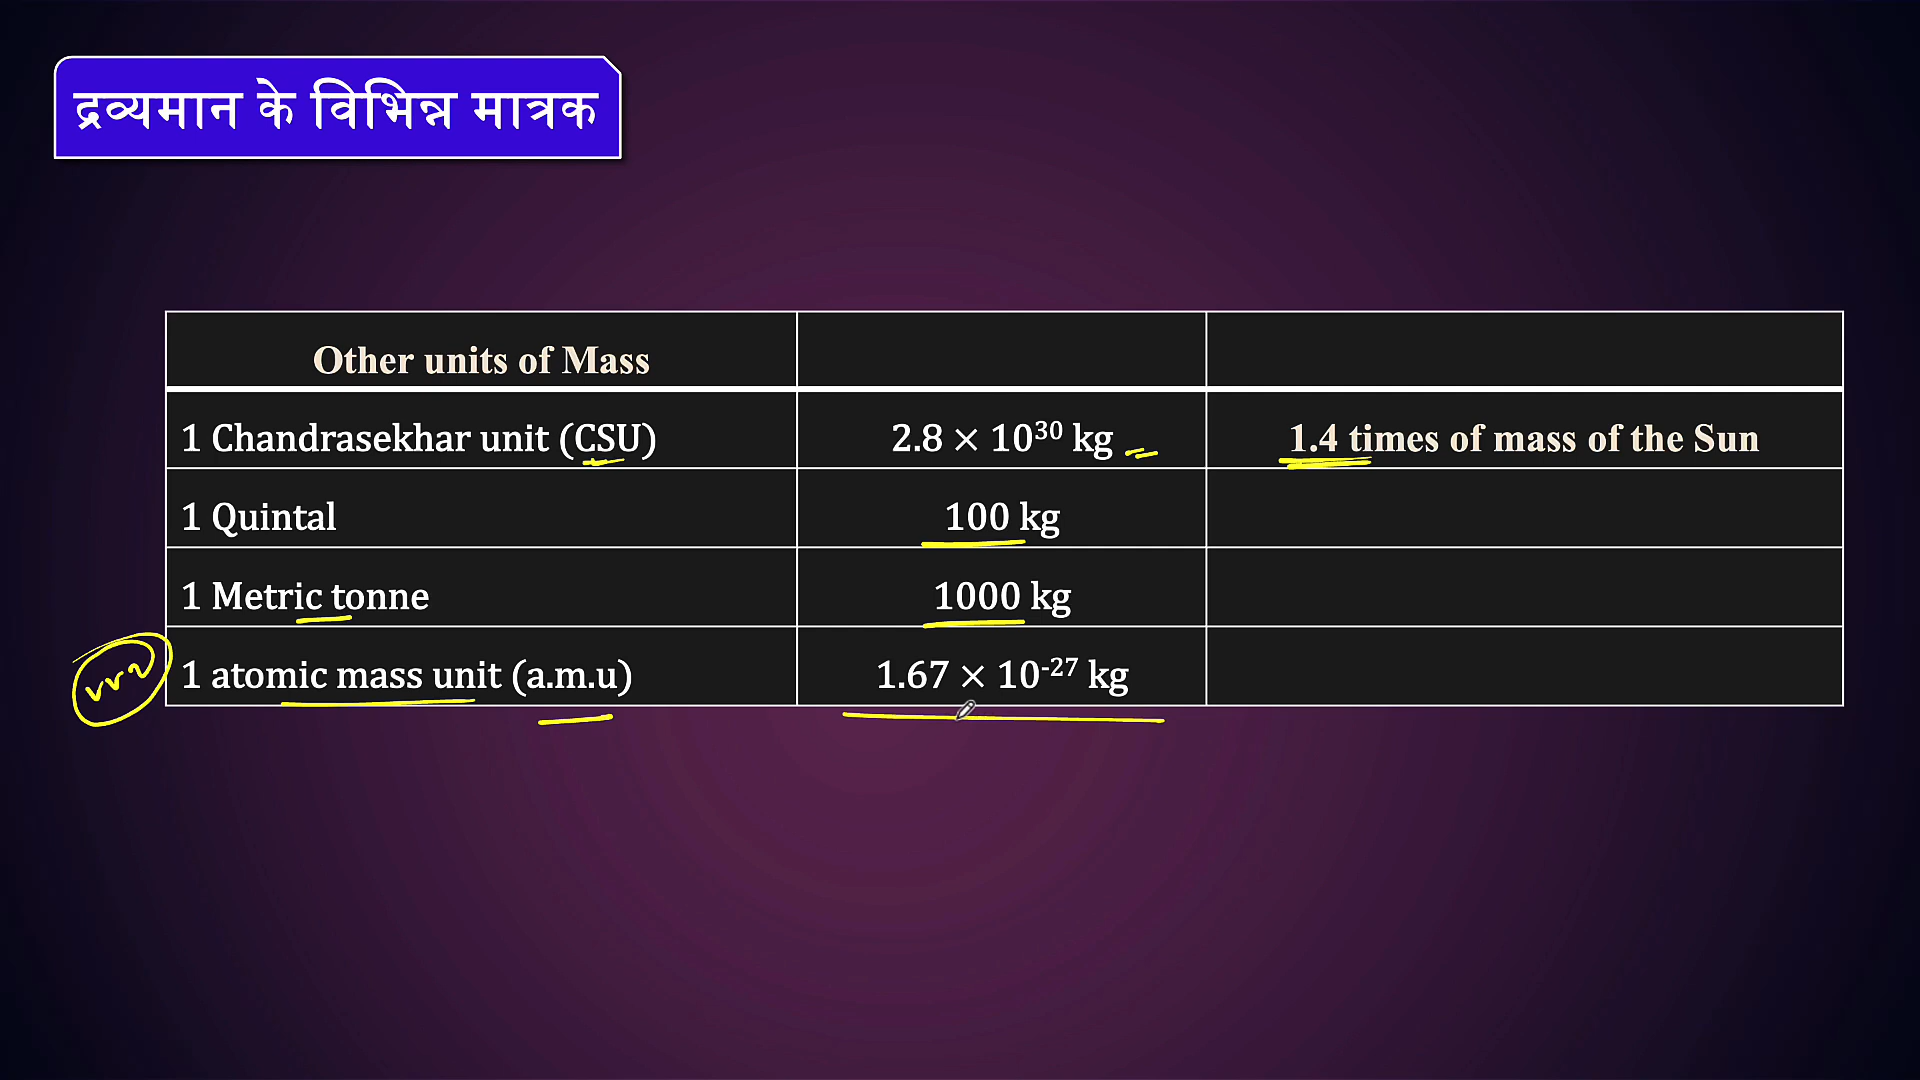 द्रव्यमान के विभिन्न मात्रक
Other units of Mass
1 Chandrasekhar unit (CSU) 2.8 × 10³⁰ kg 1.4 times of mass of the Sun
1 Quintal 100 kg
1 Metric tonne 1000 kg
1 atomic mass unit (a.m.u) 1.67 × 10⁻²⁷ kg